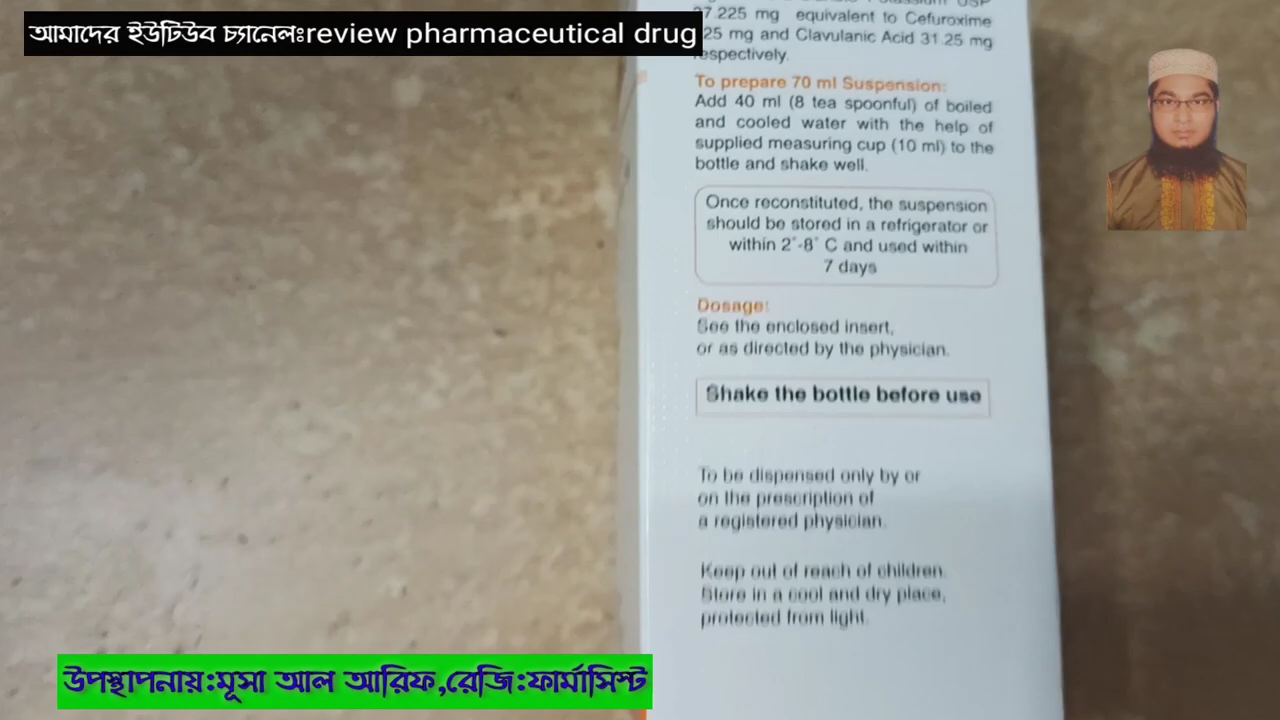 আমাদের ইউটিউব চ্যানেলঃreview pharmaceutical drug
USP
37.225 mg equivalent to Cefuroxime
25 mg and Clavulanic Acid 31.25 mg
respectively.
To prepare 70 ml Suspension:
Add 40 ml (8 tea spoonful) of boiled
and cooled water with the help of
supplied measuring cup (10 ml) to the
bottle and shake well.
Once reconstituted, the suspension
should be stored in a refrigerator or
within 2°-8° C and used within
7 days
Dosage:
See the enclosed insert,
or as directed by the physician.
Shake the bottle before use
To be dispensed only by or
on the prescription of
a registered physician.
Keep out of reach of children.
Store in a cool and dry place,
protected from light.
উপস্থাপনায়:মূসা আল আরিফ,রেজি:ফার্মাসিস্ট